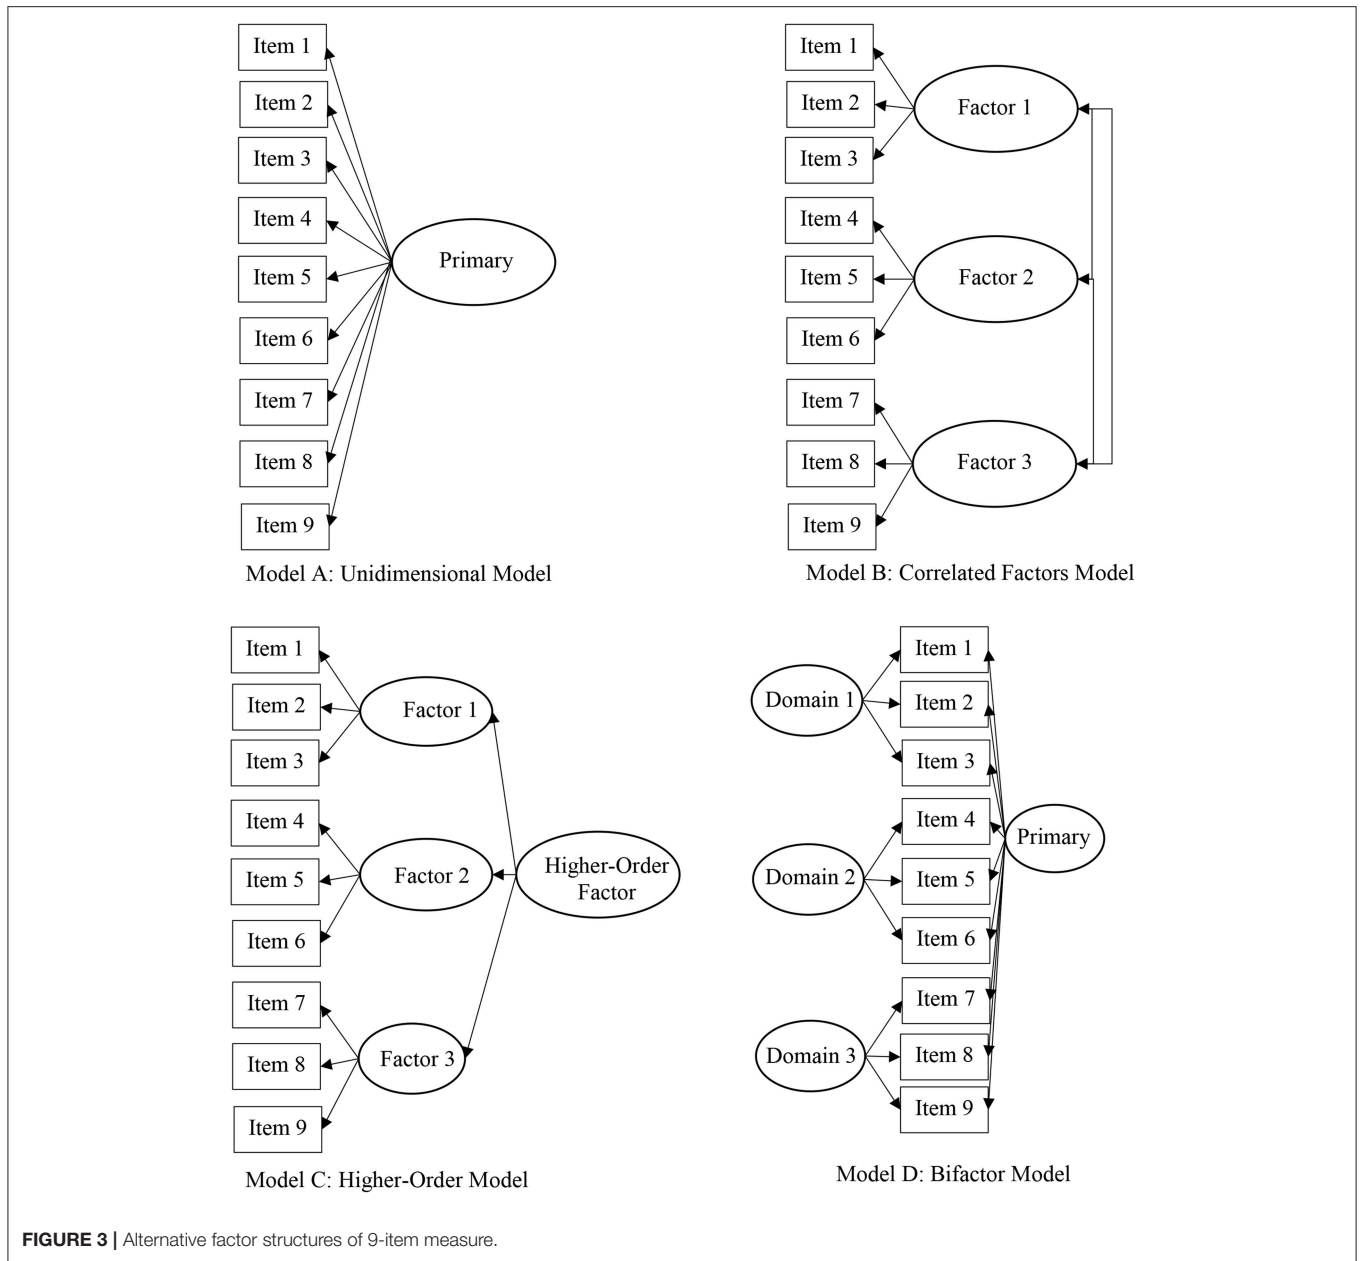 Item 1
Item 2
Item 3
Item 4
Item 5
Item 6
Item 7
Item 8
Item 9
Primary
Model A: Unidimensional Model
Item 1
Item 2
Item 3
Item 4
Item 5
Item 6
Item 7
Item 8
Item 9
Factor 1
Factor 2
Factor 3
Model B: Correlated Factors Model
Item 1
Item 2
Item 3
Item 4
Item 5
Item 6
Item 7
Item 8
Item 9
Factor 1
Factor 2
Factor 3
Higher-Order
Factor
Model C: Higher-Order Model
Domain 1
Domain 2
Domain 3
Item 1
Item 2
Item 3
Item 4
Item 5
Item 6
Item 7
Item 8
Item 9
Primary
Model D: Bifactor Model
FIGURE 3 | Alternative factor structures of 9-item measure.